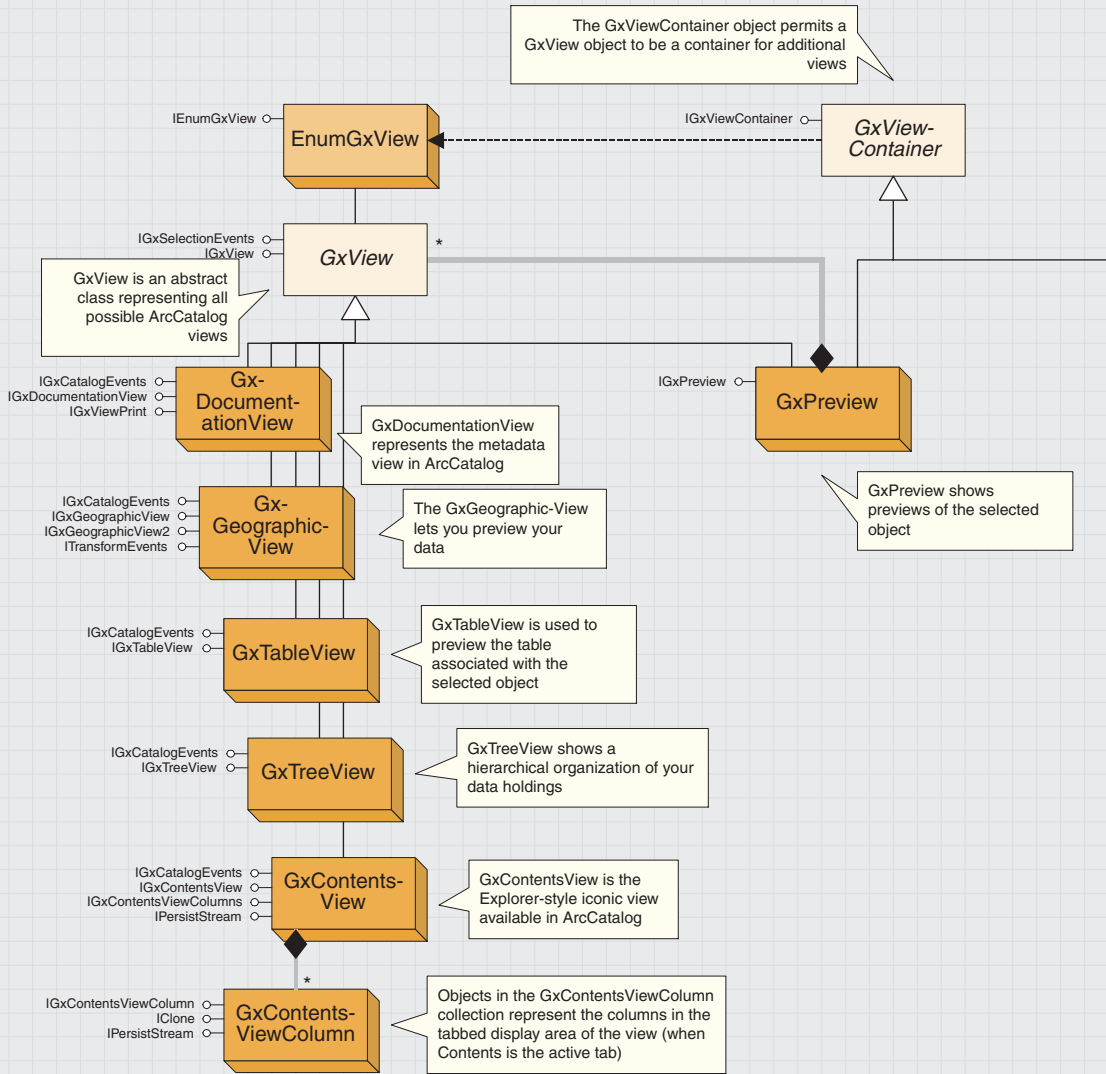 The GxViewContainer object permits a
GxView object to be a container for additional
views
IEnumGxView
EnumGxView
IGxViewContainer
GxView-
Container
IGxSelectionEvents
IGxView
GxView
*
GxView is an abstract
class representing all
possible ArcCatalog
views
IGxCatalogEvents
IGxDocumentationView
IGxViewPrint
Gx-
Document-
ationView
GxDocumentationView
represents the metadata
view in ArcCatalog
IGxPreview
GxPreview
GxPreview shows
previews of the selected
object
IGxCatalogEvents
IGxGeographicView
IGxGeographicView2
ITransformEvents
Gx-
Geographic-
View
The GxGeographic-View
lets you preview your
data
IGxCatalogEvents
IGxTableView
GxTableView
GxTableView is used to
preview the table
associated with the
selected object
IGxCatalogEvents
IGxTreeView
GxTreeView
GxTreeView shows a
hierarchical organization of your
data holdings
IGxCatalogEvents
IGxContentsView
IGxContentsViewColumns
IPersistStream
GxContents-
View
GxContentsView is the
Explorer-style iconic view
available in ArcCatalog
*
IGxContentsViewColumn
IClone
IPersistStream
GxContents-
ViewColumn
Objects in the GxContentsViewColumn
collection represent the columns in the
tabbed display area of the view (when
Contents is the active tab)